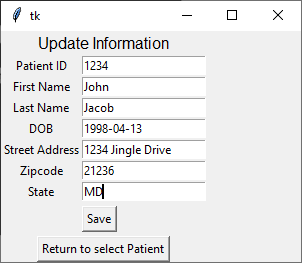 tk
Update Information
Patient ID 1234
First Name John
Last Name Jacob
DOB 1998-04-13
Street Address 1234 Jingle Drive
Zipcode 21236
State MD
Save
Return to select Patient